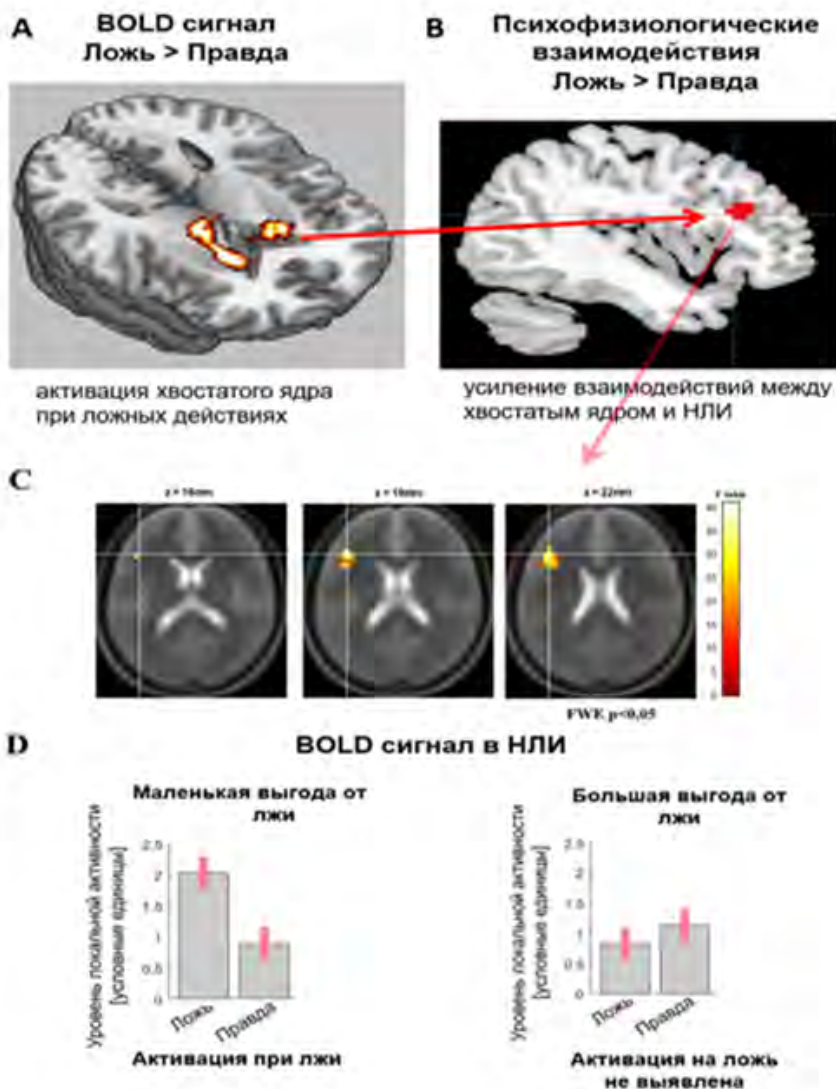 A
BOLD сигнал
Ложь > Правда
B
Психофизиологические
взаимодействия
Ложь > Правда
активация хвостатого ядра
при ложных действиях
усиление взаимодействий между
хвостатым ядром и НЛИ
C
z = 16mm
z = 22mm
FWE p<0,05
D
BOLD сигнал в НЛИ
Маленькая выгода от
лжи
Уровень локальной активности
[условные единицы]
2.5
2
1.5
1
0.5
0
Ложь
Правда
Активация при лжи
Большая выгода от
лжи
Уровень локальной активности
[условные единицы]
2.5
2
1.5
1
0.5
0
Ложь
Правда
Активация на ложь
не выявлена